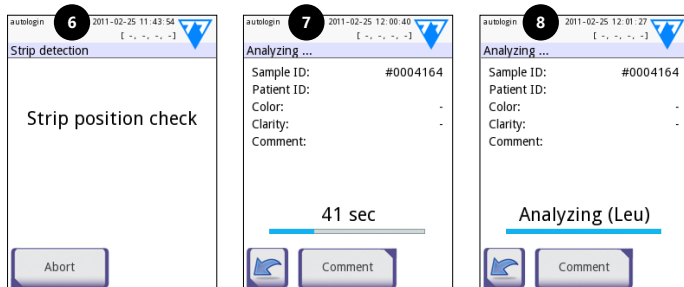 autologin 6 2011-02-25 11:43:54
[ -, -, -, -]
Strip detection
Strip position check
Abort
autologin 7 2011-02-25 12:00:40
[ -, -, -, -]
Analyzing ...
Sample ID: #0004164
Patient ID:
Color: -
Clarity: -
Comment:
41 sec
Comment
autologin 8 2011-02-25 12:01:27
[ -, -, -, -]
Analyzing ...
Sample ID: #0004164
Patient ID:
Color: -
Clarity: -
Comment:
Analyzing (Leu)
Comment